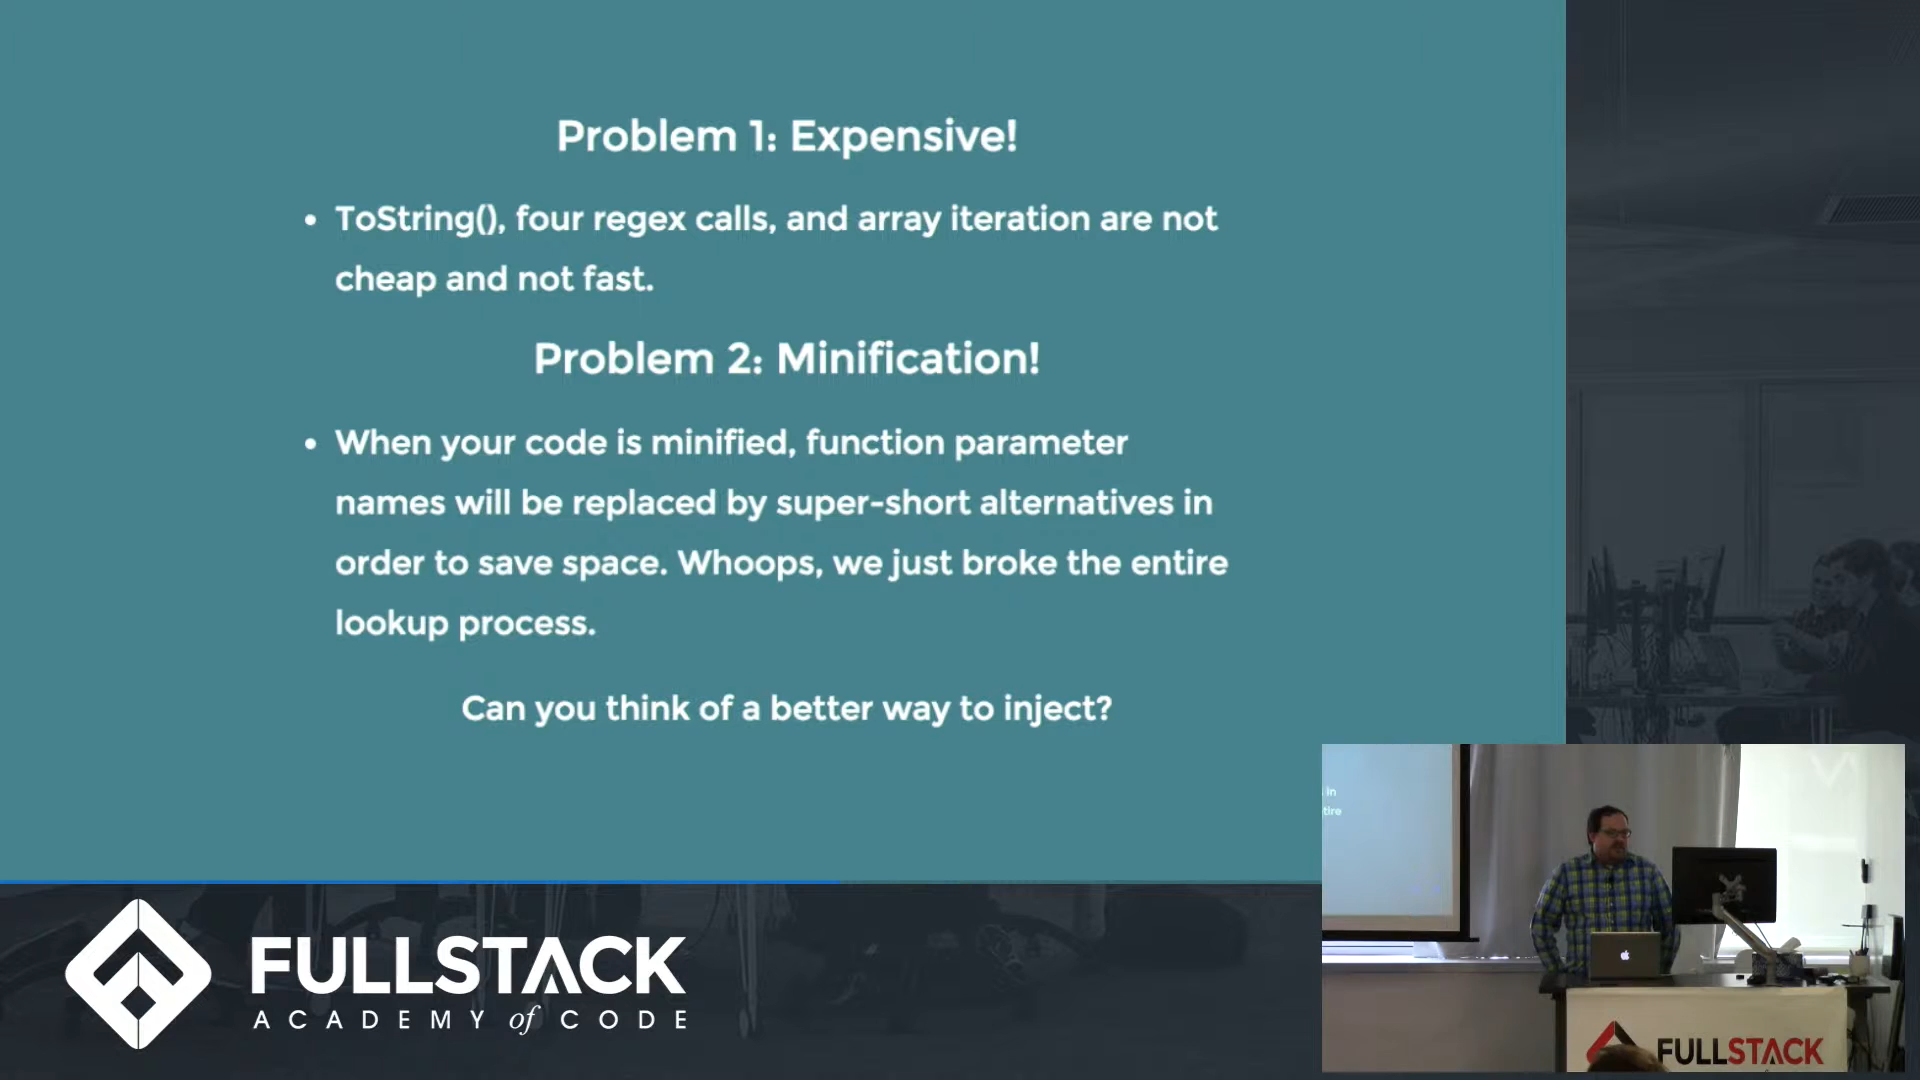 Problem 1: Expensive!
• ToString(), four regex calls, and array iteration are not
cheap and not fast.
Problem 2: Minification!
• When your code is minified, function parameter
names will be replaced by super-short alternatives in
order to save space. Whoops, we just broke the entire
lookup process.
Can you think of a better way to inject?
in
tire
FULLSTACK
ACADEMY of CODE
FULLSTACK